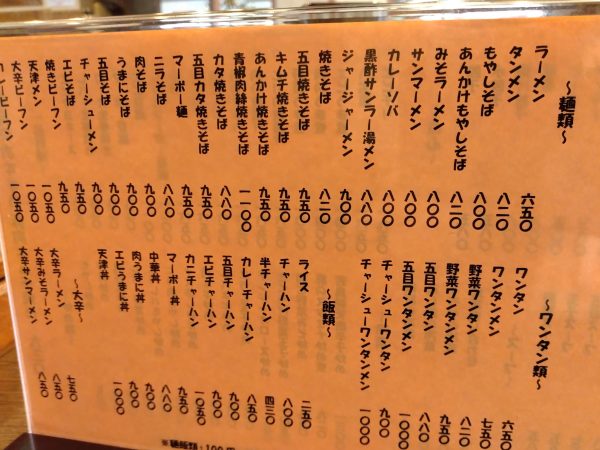 ～麺類～
ラーメン 六五〇
タンメン 八二〇
もやしそば 八〇〇
あんかけもやしそば 八二〇
みそラーメン 八〇〇
サンマーメン 八〇〇
カレーソバ 八〇〇
黒酢サンラー湯メン 八八〇
ジャージャーメン 九〇〇
焼きそば 八二〇
五目焼きそば 九五〇
キムチ焼きそば 九五〇
あんかけ焼きそば 九五〇
青椒肉絲焼きそば 一一〇〇
カタ焼きそば 八八〇
五目カタ焼きそば 九五〇
マーボー麺 九五〇
ニラそば 八八〇
肉そば 九〇〇
うまにそば 九〇〇
五目そば 九〇〇
チャーシューメン 九五〇
エビそば 九五〇
焼きビーフン 一〇五〇
天津メン 一〇五〇
大辛ビーフン 一〇五〇
カレービーフン
～ワンタン類～
ワンタン 六五〇
ワンタンメン 七五〇
野菜ワンタン 八二〇
野菜ワンタンメン 九五〇
五目ワンタン 八八〇
五目ワンタンメン 一〇〇〇
チャーシューワンタン 九〇〇
チャーシューワンタンメン 一〇〇〇
～飯類～
ライス 二五〇
チャーハン 八〇〇
半チャーハン 四三〇
カレーチャーハン 九〇〇
五目チャーハン 九〇〇
エビチャーハン 一〇五〇
カニチャーハン 九五〇
マーボー丼 八八〇
中華丼 九〇〇
肉うまに丼 九〇〇
エビうまに丼 一〇〇〇
天津丼
～大辛～
大辛ラーメン 七五〇
大辛みそラーメン 八五〇
大辛サンマーメン 八五〇
※麺飯類：100円